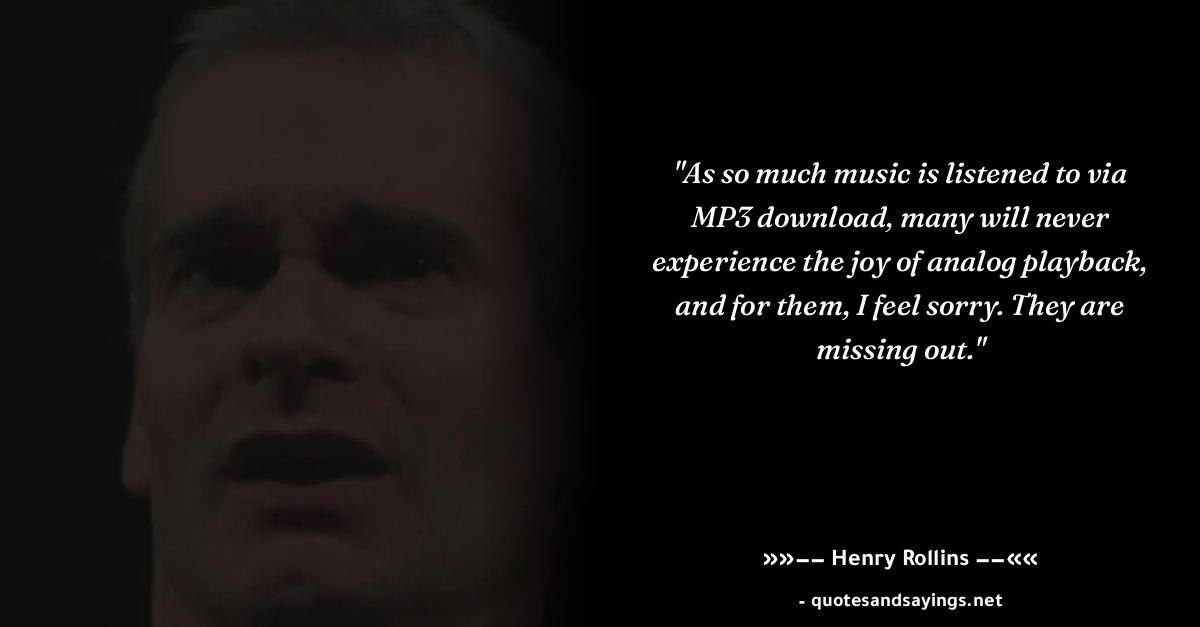 "As so much music is listened to via
MP3 download, many will never
experience the joy of analog playback,
and for them, I feel sorry. They are
missing out."
»»–– Henry Rollins ––««
- quotesandsayings.net